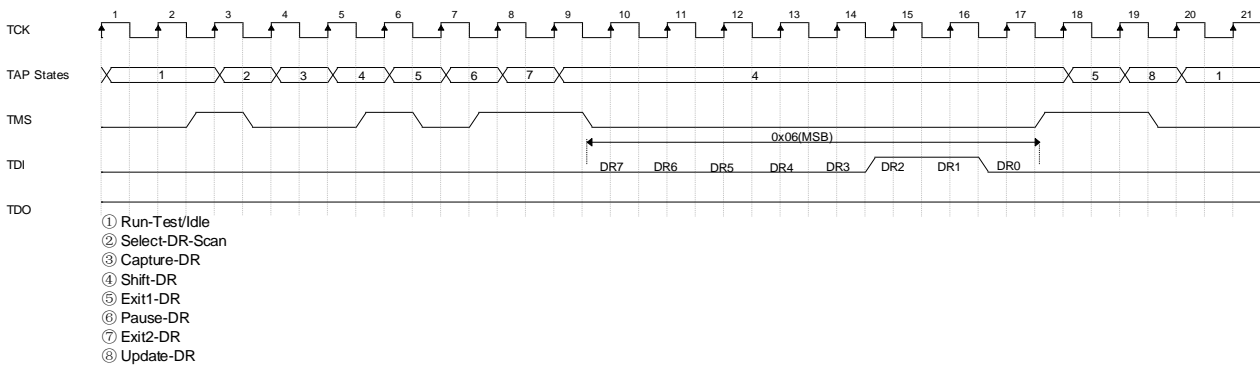 1 2 3 4 5 6 7 8 9 10 11 12 13 14 15 16 17 18 19 20 21
TCK
TAP States 1 2 3 4 5 6 7 4 5 8 1
TMS
0x06(MSB)
TDI DR7 DR6 DR5 DR4 DR3 DR2 DR1 DR0
TDO
① Run-Test/Idle
② Select-DR-Scan
③ Capture-DR
④ Shift-DR
⑤ Exit1-DR
⑥ Pause-DR
⑦ Exit2-DR
⑧ Update-DR